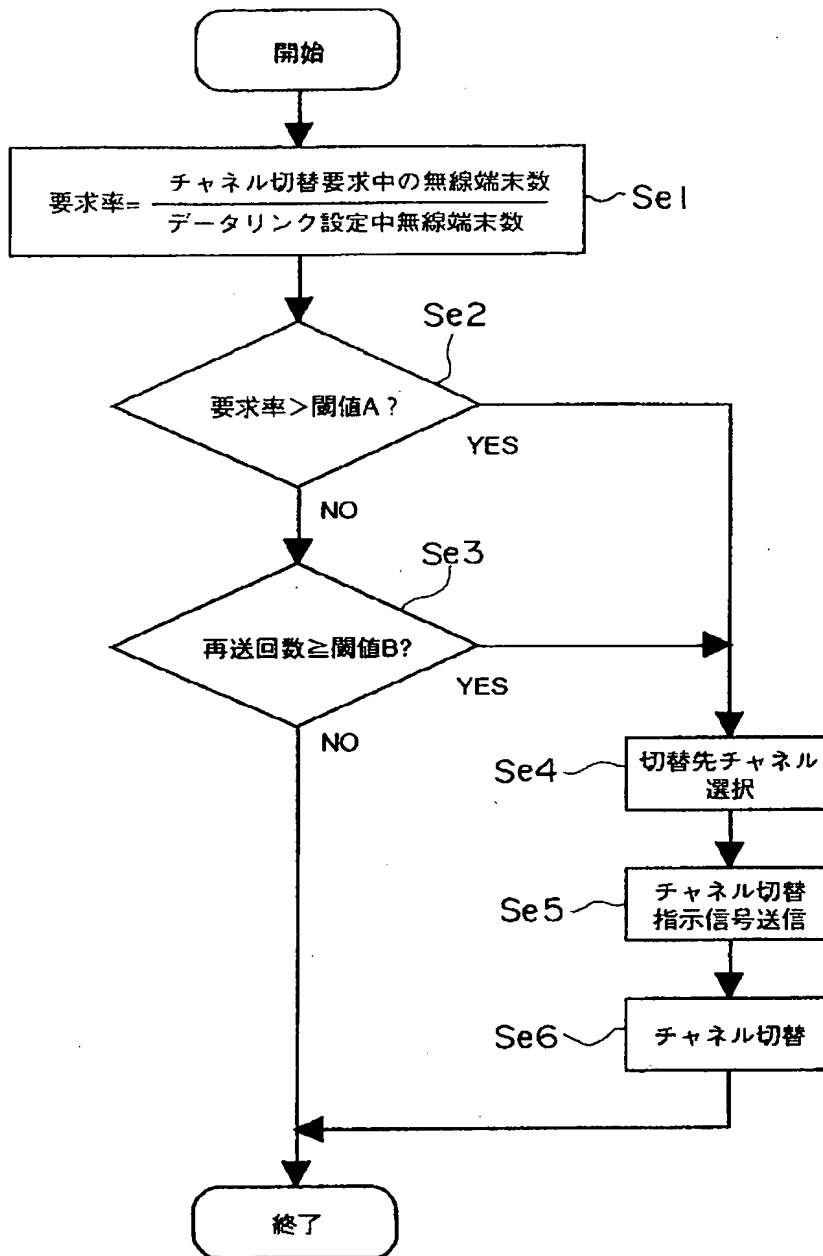 開始
要求率=
チャネル切替要求中の無線端末数
データリンク設定中無線端末数
Se1
Se2
要求率>閾値A?
YES
NO
Se3
再送回数≧閾値B?
YES
NO
Se4
切替先チャネル
選択
Se5
チャネル切替
指示信号送信
Se6
チャネル切替
終了